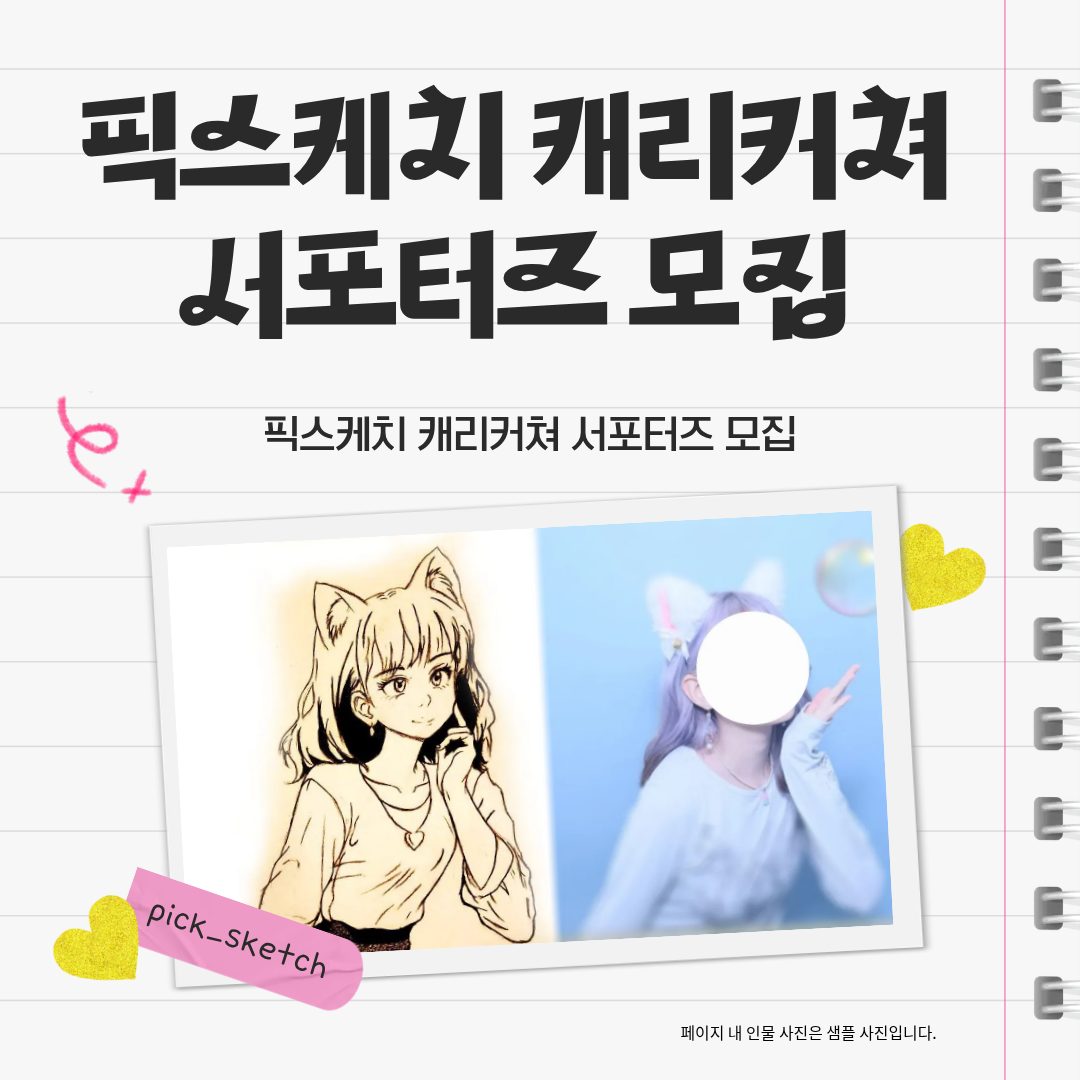 픽스케치 캐리커쳐
서포터즈 모집
픽스케치 캐리커쳐 서포터즈 모집
pick_sketch
페이지 내 인물 사진은 샘플 사진입니다.